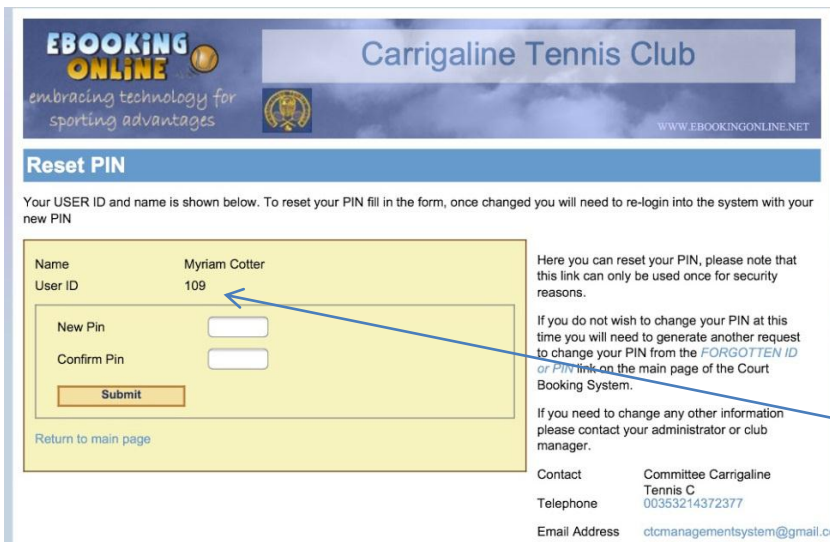 EBOOKiNG
ONLiNE
embracing technology for
sporting advantages
Carrigaline Tennis Club
WWW.EBOOKINGONLINE.NET
Reset PIN
Your USER ID and name is shown below. To reset your PIN fill in the form, once changed you will need to re-login into the system with your
new PIN
Name Myriam Cotter
User ID 109
New Pin
Confirm Pin
Submit
Return to main page
Here you can reset your PIN, please note that
this link can only be used once for security
reasons.
If you do not wish to change your PIN at this
time you will need to generate another request
to change your PIN from the FORGOTTEN ID
or PIN link on the main page of the Court
Booking System.
If you need to change any other information
please contact your administrator or club
manager.
Contact Committee Carrigaline
Tennis C
Telephone 00353214372377
Email Address ctcmanagementsystem@gmail.c